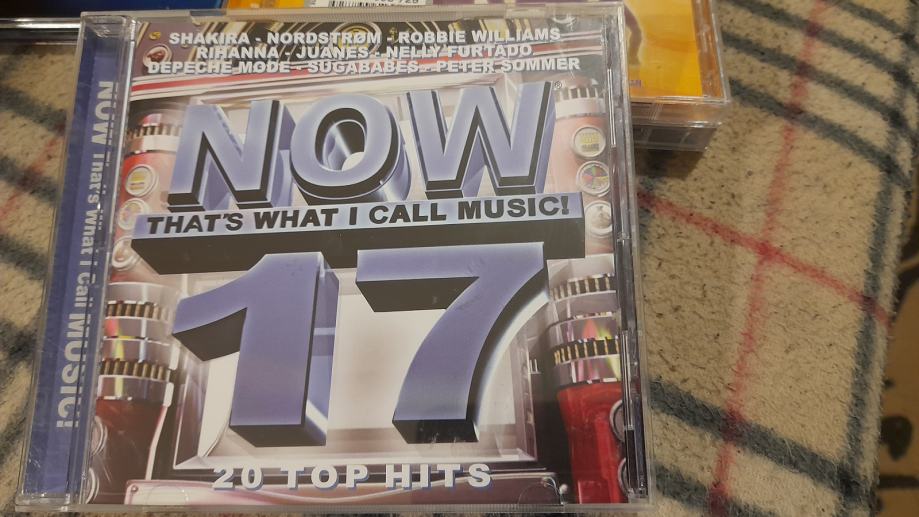 SHAKIRA - NORDSTRØM - ROBBIE WILLIAMS
RIHANNA - JUANES - NELLY FURTADO
DEPECHE MODE - SUGABABES - PETER SOMMER
NOW
THAT'S WHAT I CALL MUSIC!
17
20 TOP HITS
NOW That's What I Call MUSIC!